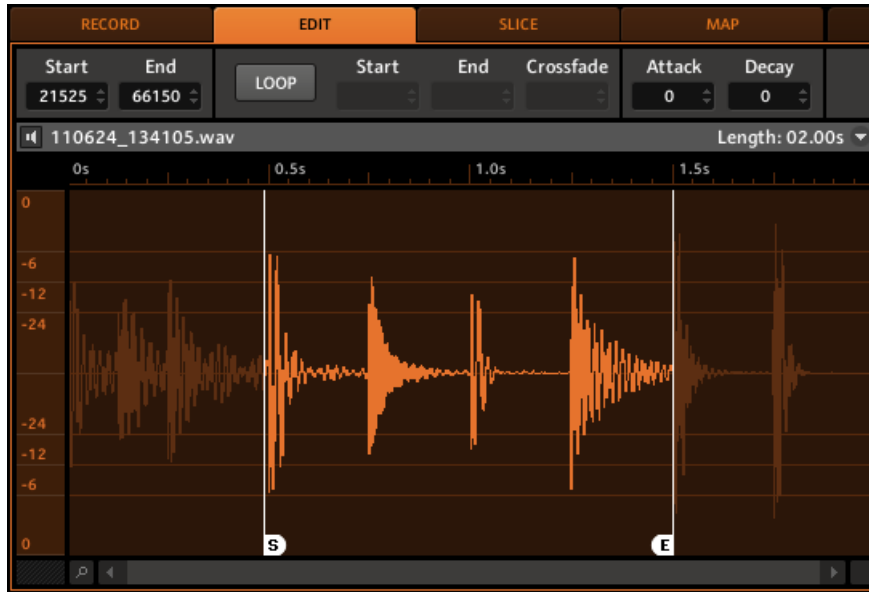 RECORD EDIT SLICE MAP
Start End Start End Crossfade Attack Decay
21525 66150 LOOP 0 0
110624_134105.wav Length: 02.00s
0s 0.5s 1.0s 1.5s
0
-6
-12
-24
-24
-12
-6
0
S E